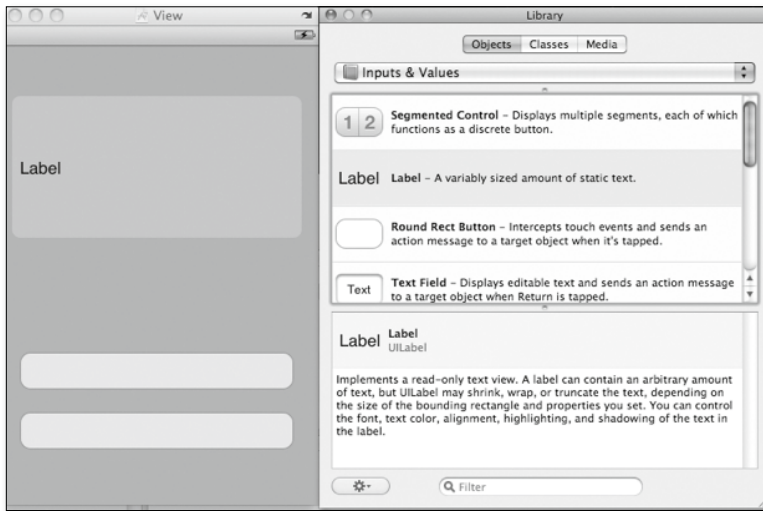 View
Label
Library
Objects Classes Media
Inputs & Values
1 2
Segmented Control – Displays multiple segments, each of which
functions as a discrete button.
Label
Label – A variably sized amount of static text.
Round Rect Button – Intercepts touch events and sends an
action message to a target object when it's tapped.
Text
Text Field – Displays editable text and sends an action message
to a target object when Return is tapped.
Label
Label
UILabel
Implements a read-only text view. A label can contain an arbitrary amount
of text, but UILabel may shrink, wrap, or truncate the text, depending on
the size of the bounding rectangle and properties you set. You can control
the font, text color, alignment, highlighting, and shadowing of the text in
the label.
Filter